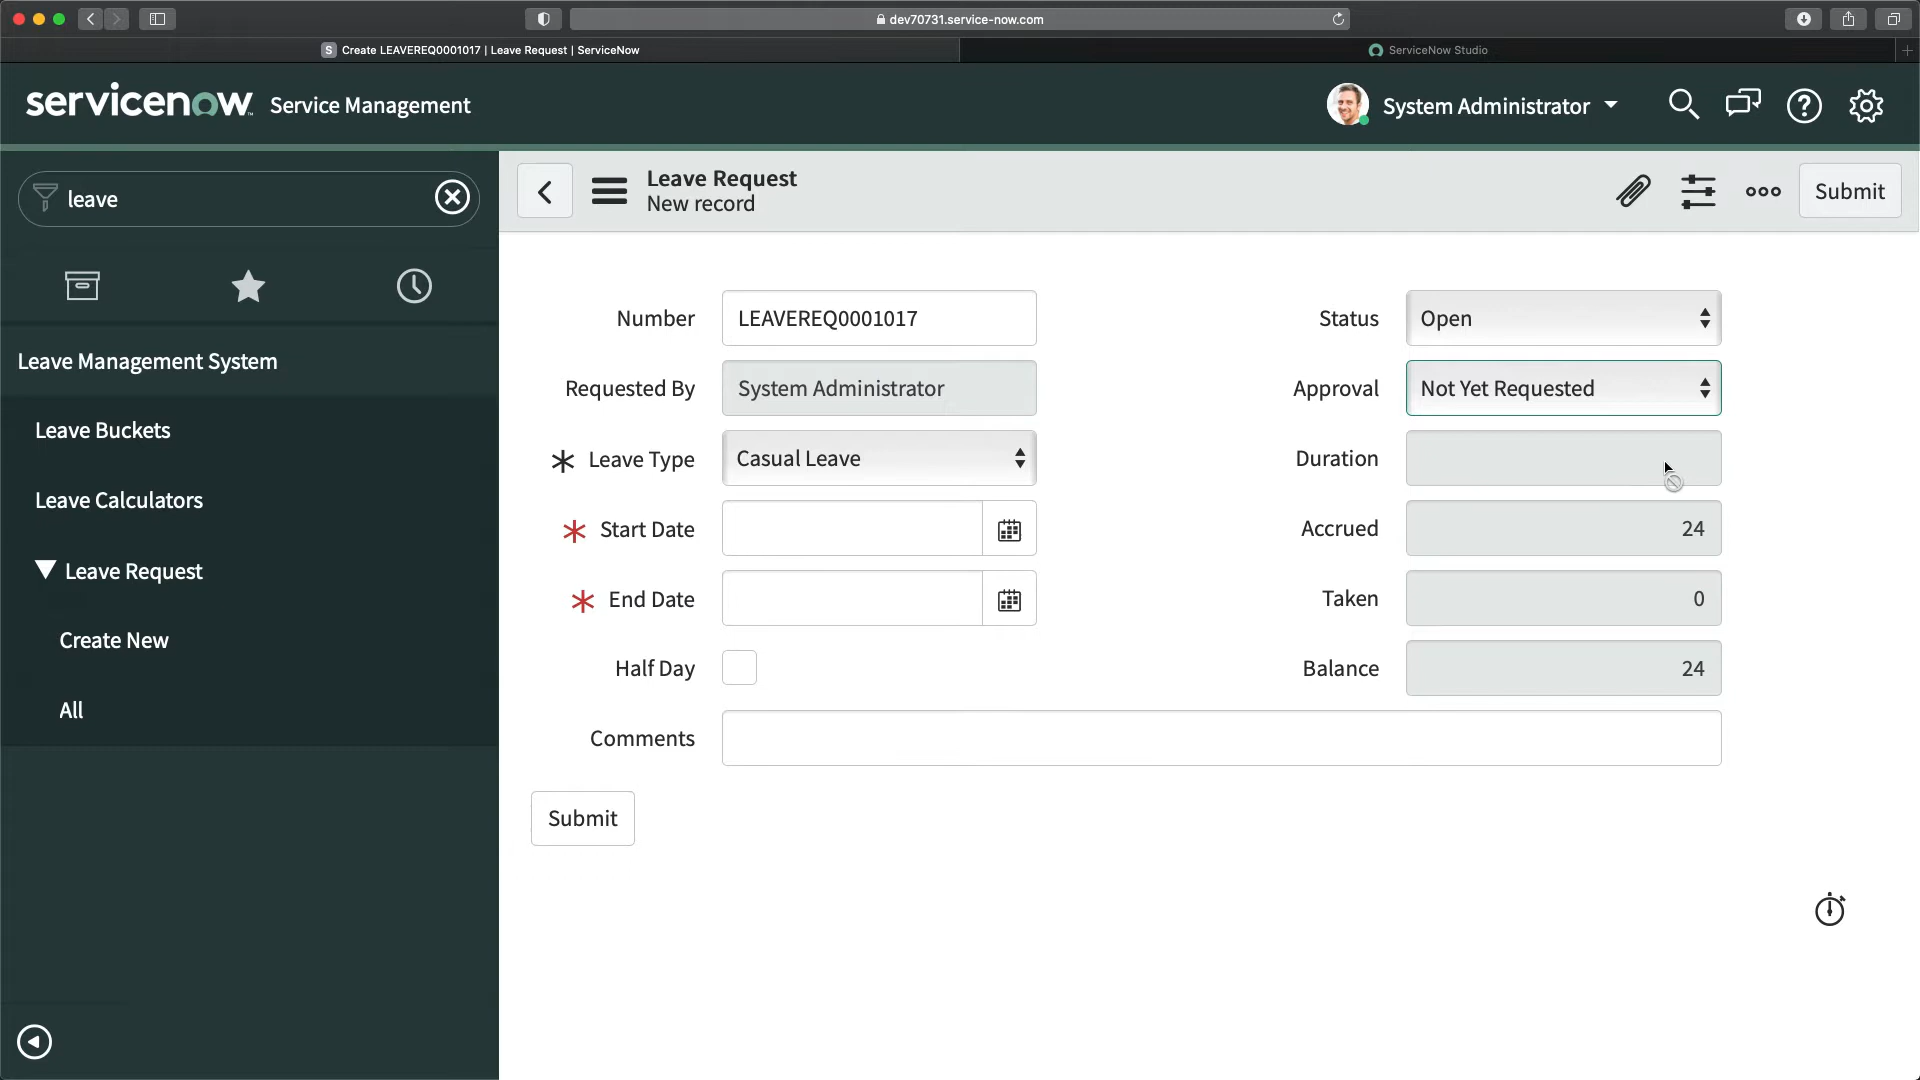 dev70731.service-now.com
S Create LEAVEREQ0001017 | Leave Request | ServiceNow
ServiceNow Studio
servicenow Service Management
System Administrator
leave
Leave Management System
Leave Buckets
Leave Calculators
Leave Request
Create New
All
Leave Request
New record
Submit
Number LEAVEREQ0001017
Requested By System Administrator
Leave Type Casual Leave
Start Date
End Date
Half Day
Comments
Status Open
Approval Not Yet Requested
Duration
Accrued 24
Taken 0
Balance 24
Submit